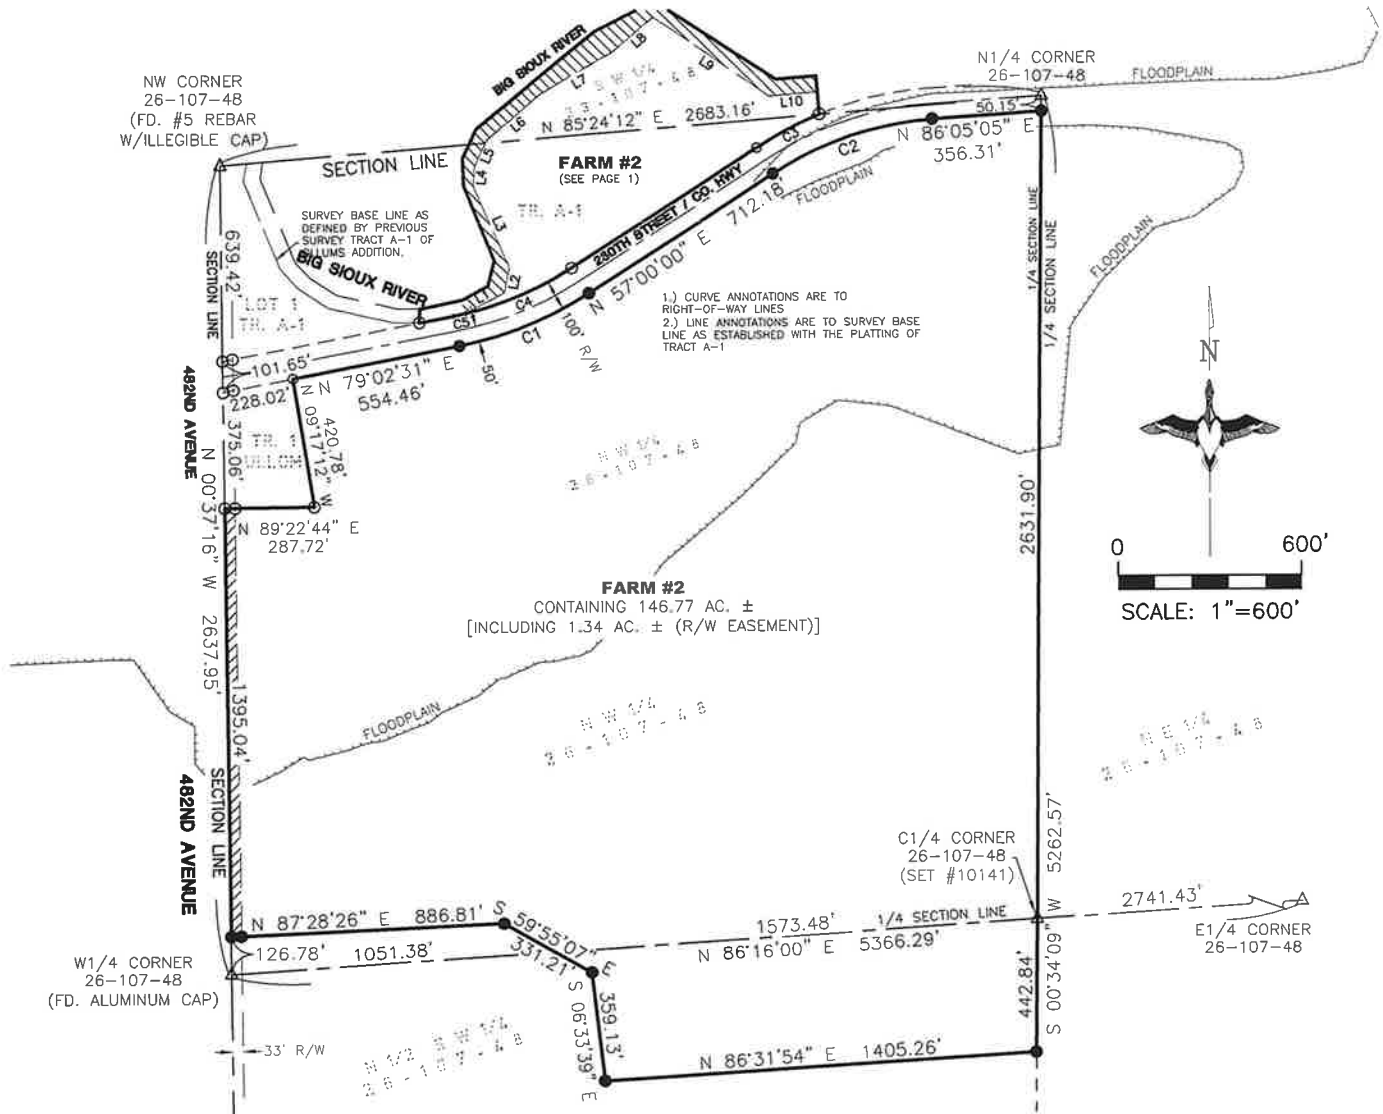 NW CORNER
26-107-48
(FD. #5 REBAR
W/ILLEGIBLE CAP)
BIG SIOUX RIVER
L8
L7
L9
L6
L10
L5
L4
L3
L2
L1
S W 1/4
23-107-48
N 85°24'12" E 2683.16'
SECTION LINE
FARM #2
(SEE PAGE 1)
TR. A-1
N1/4 CORNER
26-107-48
FLOODPLAIN
50.15'
N 86°05'05" E
356.31'
C3
C2
FLOODPLAIN
230TH STREET / CO. HWY
N 57°00'00" E 712.18'
1/4 SECTION LINE
1/4 SECTION LINE
FLOODPLAIN
SURVEY BASE LINE AS
DEFINED BY PREVIOUS
SURVEY TRACT A-1 OF
ULLUMS ADDITION.
BIG SIOUX RIVER
639.42'
SECTION LINE
LOT 1
TR. A-1
C51
C4
C1
100' R/W
50'
1.) CURVE ANNOTATIONS ARE TO
RIGHT-OF-WAY LINES
2.) LINE ANNOTATIONS ARE TO SURVEY BASE
LINE AS ESTABLISHED WITH THE PLATTING OF
TRACT A-1
N
101.65'
228.02'
N 79°02'31" E
554.46'
482ND AVENUE
375.06'
TR. 1
N 09°17'12" W
420.78'
N 89°22'44" E
287.72'
N W 1/4
26-107-48
N 00°37'16" W 2637.95'
2631.90'
0 600'
SCALE: 1"=600'
FARM #2
CONTAINING 146.77 AC. ±
[INCLUDING 1.34 AC. ± (R/W EASEMENT)]
1395.04'
FLOODPLAIN
N W 1/4
26-107-48
N E 1/4
26-107-48
SECTION LINE
482ND AVENUE
C1/4 CORNER
26-107-48
(SET #10141)
S 00°34'09" W 5262.57'
2741.43'
E1/4 CORNER
26-107-48
N 87°28'26" E 886.81'
S 59°55'07" E
331.21'
1573.48'
1/4 SECTION LINE
N 86°16'00" E 5366.29'
126.78'
1051.38'
W1/4 CORNER
26-107-48
(FD. ALUMINUM CAP)
S 06°33'39" E
359.13'
442.84'
N 86°31'54" E 1405.26'
33' R/W
N 1/2 S W 1/4
26-107-48